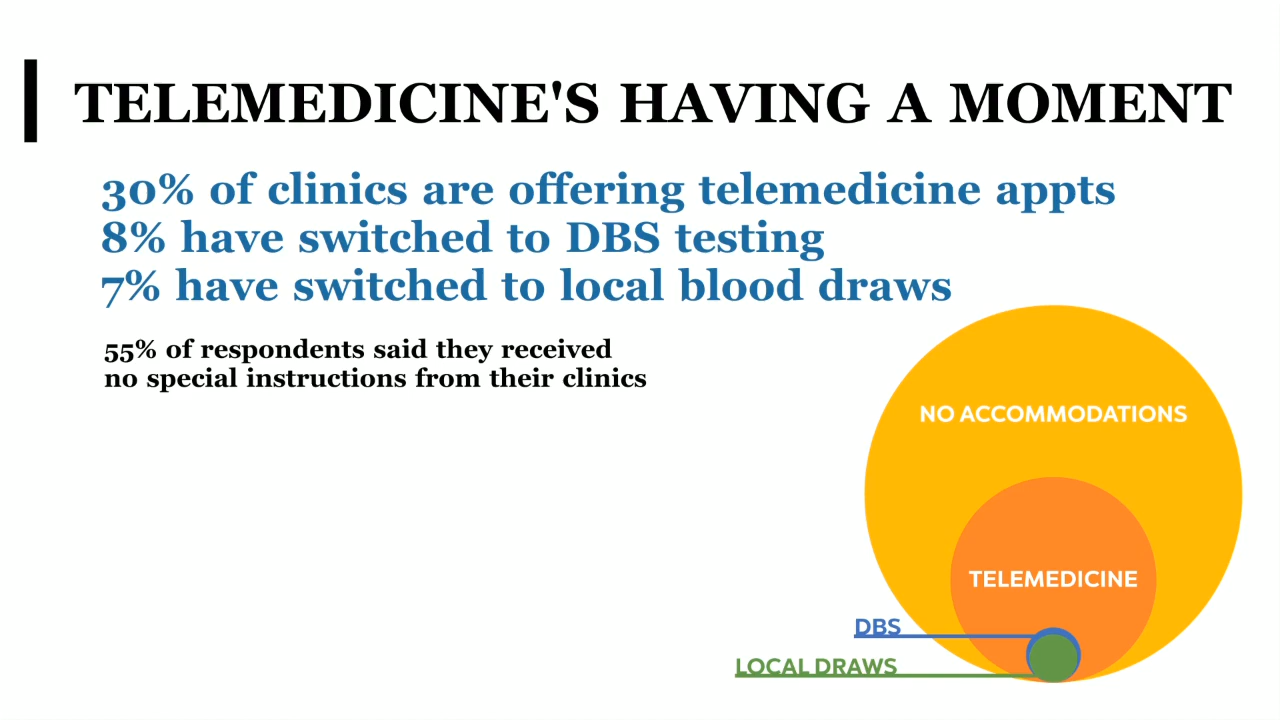 TELEMEDICINE'S HAVING A MOMENT
30% of clinics are offering telemedicine appts
8% have switched to DBS testing
7% have switched to local blood draws
55% of respondents said they received
no special instructions from their clinics
NO ACCOMMODATIONS
TELEMEDICINE
DBS
LOCAL DRAWS